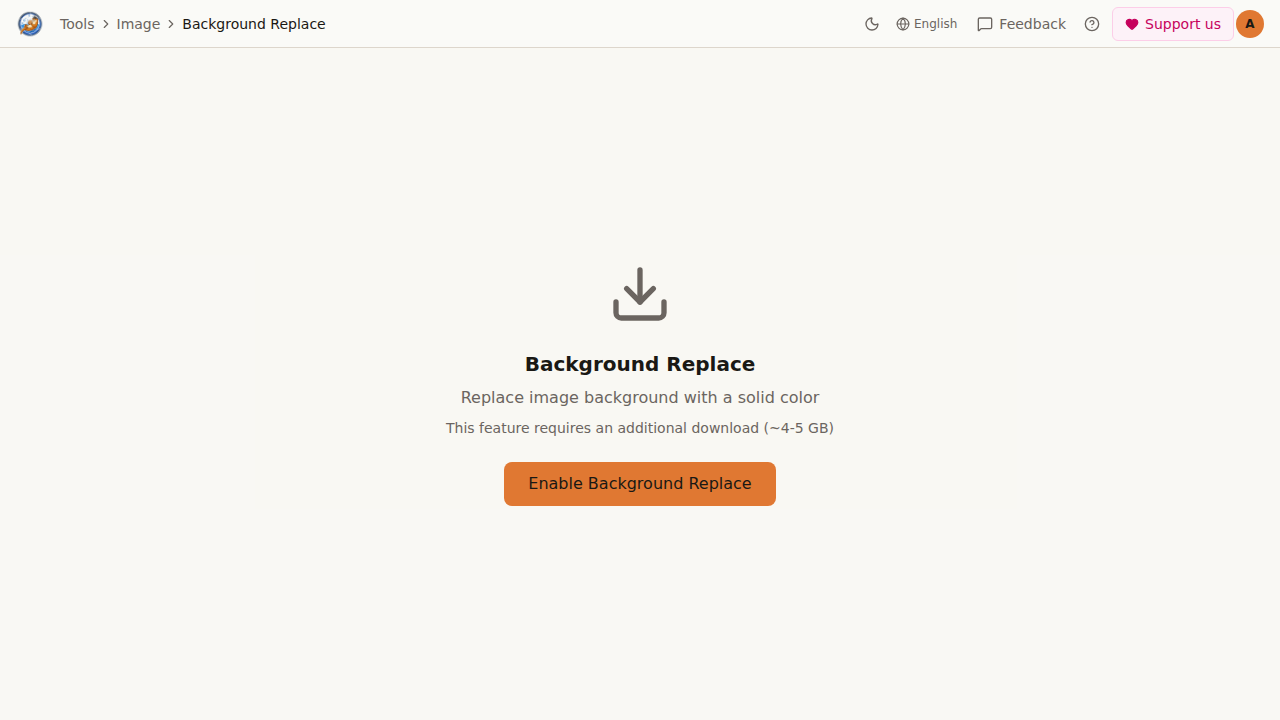 Tools > Image > Background Replace
English
Feedback
Support us
A
Background Replace
Replace image background with a solid color
This feature requires an additional download (~4-5 GB)
Enable Background Replace